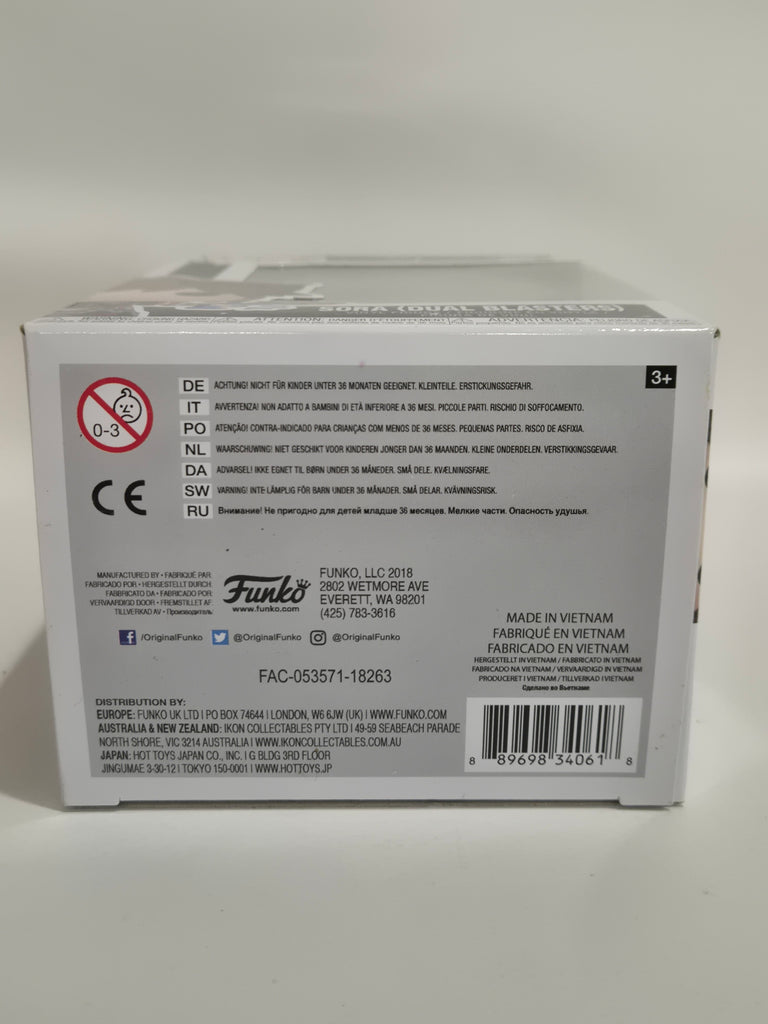 SORA (DUAL BLASTERS)
3+
0-3
DE ACHTUNG! NICHT FÜR KINDER UNTER 36 MONATEN GEEIGNET. KLEINTEILE. ERSTICKUNGSGEFAHR.
IT AVVERTENZA! NON ADATTO A BAMBINI DI ETÀ INFERIORE A 36 MESI. PICCOLE PARTI. RISCHIO DI SOFFOCAMENTO.
PO ATENÇÃO! CONTRA-INDICADO PARA CRIANÇAS COM MENOS DE 36 MESES. PEQUENAS PARTES. RISCO DE ASFIXIA.
NL WAARSCHUWING! NIET GESCHIKT VOOR KINDEREN JONGER DAN 36 MAANDEN. KLEINE ONDERDELEN. VERSTIKKINGSGEVAAR.
DA ADVARSEL! IKKE EGNET TIL BØRN UNDER 36 MÅNEDER. SMÅ DELE. KVÆLNINGSFARE.
SW VARNING! INTE LÄMPLIG FÖR BARN UNDER 36 MÅNADER. SMÅ DELAR. KVÄVNINGSRISK.
RU Внимание! Не пригодно для детей младше 36 месяцев. Мелкие части. Опасность удушья.
CE
MANUFACTURED BY • FABRIQUÉ PAR
FABRICADO POR • HERGESTELLT DURCH
FABBRICATO DA • FABRICADO POR
VERVAARDIGD DOOR • FREMSTILLET AF
TILLVERKAD AV • Производитель
Funko
www.funko.com
FUNKO, LLC 2018
2802 WETMORE AVE
EVERETT, WA 98201
(425) 783-3616
/OriginalFunko @OriginalFunko @OriginalFunko
FAC-053571-18263
MADE IN VIETNAM
FABRIQUÉ EN VIETNAM
FABRICADO EN VIETNAM
HERGESTELLT IN VIETNAM / FABBRICATO IN VIETNAM
FABRICADO NA VIETNAM / VERVAARDIGD IN VIETNAM
PRODUCERET I VIETNAM / TILLVERKAD I VIETNAM
Сделано во Вьетнаме
DISTRIBUTION BY:
EUROPE: FUNKO UK LTD | PO BOX 74644 | LONDON, W6 6JW (UK) | WWW.FUNKO.COM
AUSTRALIA & NEW ZEALAND: IKON COLLECTABLES PTY LTD | 49-59 SEABEACH PARADE
NORTH SHORE, VIC 3214 AUSTRALIA | WWW.IKONCOLLECTABLES.COM.AU
JAPAN: HOT TOYS JAPAN CO., INC. | G BLDG 3RD FLOOR
JINGUMAE 3-30-12 | TOKYO 150-0001 | WWW.HOTTOYS.JP
8 89698 34061 8